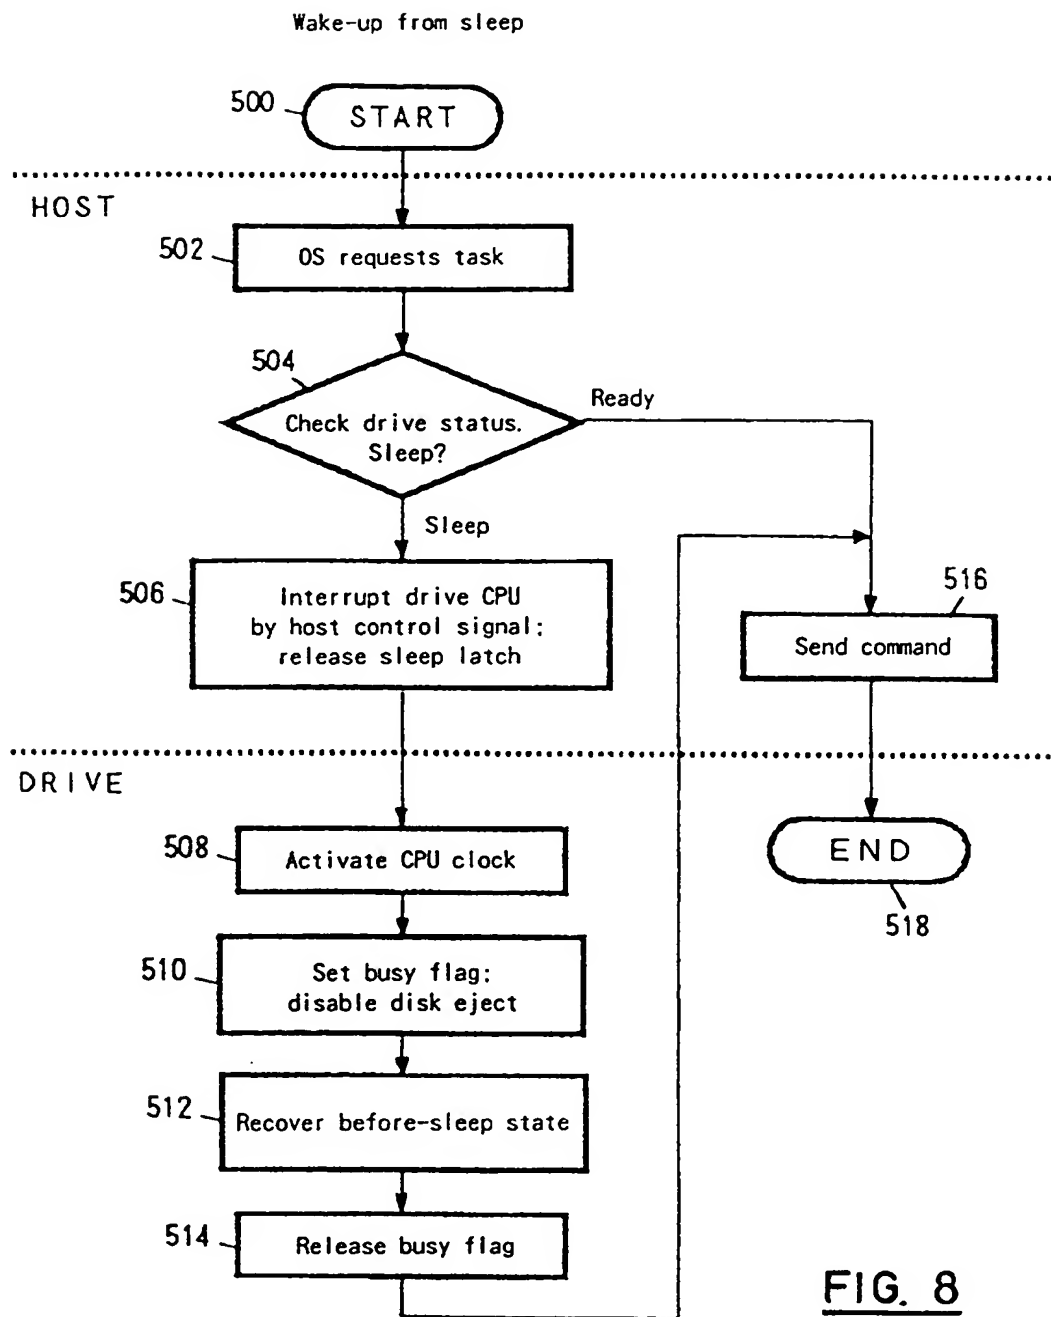 Wake-up from sleep
500
START
HOST
502
OS requests task
504
Check drive status.
Sleep?
Ready
Sleep
506
Interrupt drive CPU
by host control signal;
release sleep latch
516
Send command
DRIVE
508
Activate CPU clock
END
518
510
Set busy flag;
disable disk eject
512
Recover before-sleep state
514
Release busy flag
FIG. 8